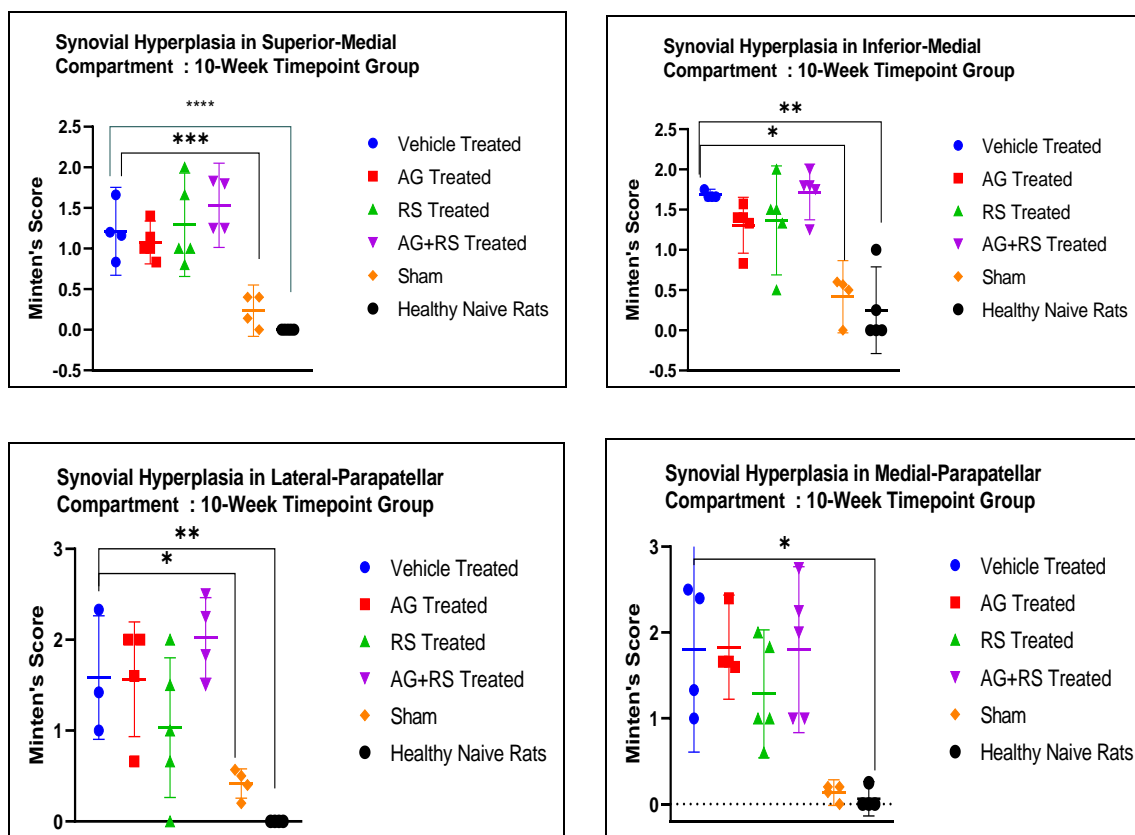 Synovial Hyperplasia in Superior-Medial
Compartment : 10-Week Timepoint Group
****
***
2.5
2.0
1.5
1.0
0.5
0.0
-0.5
Minten's Score
Vehicle Treated
AG Treated
RS Treated
AG+RS Treated
Sham
Healthy Naive Rats
Synovial Hyperplasia in Inferior-Medial
Compartment : 10-Week Timepoint Group
**
*
2.5
2.0
1.5
1.0
0.5
0.0
-0.5
Minten's Score
Vehicle Treated
AG Treated
RS Treated
AG+RS Treated
Sham
Healthy Naive Rats
Synovial Hyperplasia in Lateral-Parapatellar
Compartment : 10-Week Timepoint Group
**
*
3
2
1
0
Minten's Score
Vehicle Treated
AG Treated
RS Treated
AG+RS Treated
Sham
Healthy Naive Rats
Synovial Hyperplasia in Medial-Parapatellar
Compartment : 10-Week Timepoint Group
*
3
2
1
0
Minten's Score
Vehicle Treated
AG Treated
RS Treated
AG+RS Treated
Sham
Healthy Naive Rats